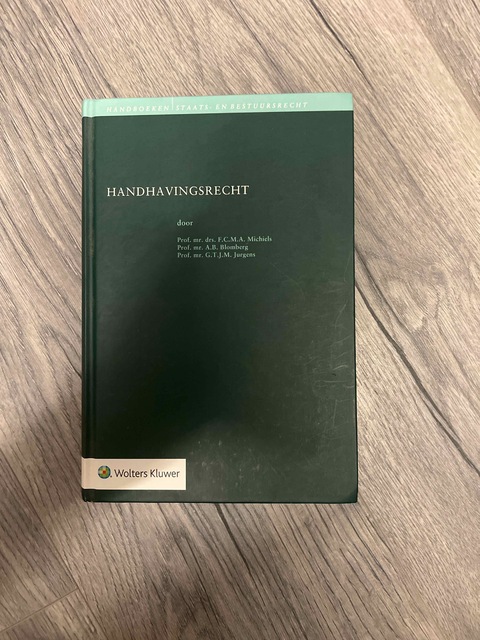 HANDBOEKEN STAATS- EN BESTUURSRECHT
HANDHAVINGSRECHT
door
Prof. mr. drs. F.C.M.A. Michiels
Prof. mr. A.B. Blomberg
Prof. mr. G.T.J.M. Jurgens
Wolters Kluwer